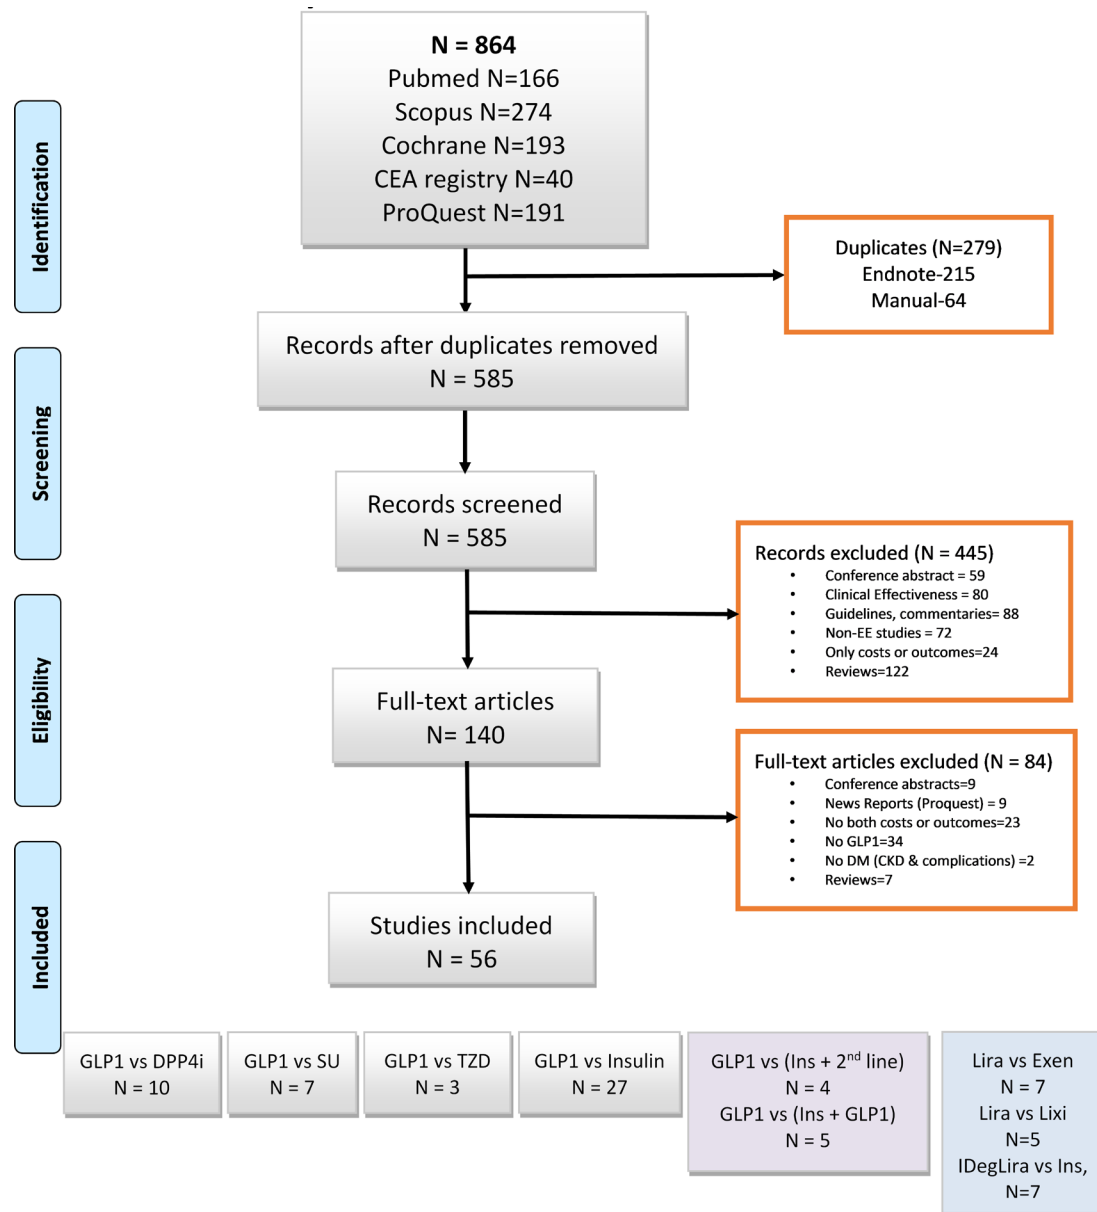 N = 864
Pubmed N=166
Scopus N=274
Cochrane N=193
CEA registry N=40
ProQuest N=191
Identification
Duplicates (N=279)
Endnote-215
Manual-64
Records after duplicates removed
N = 585
Screening
Records screened
N = 585
Records excluded (N = 445)
• Conference abstract = 59
• Clinical Effectiveness = 80
• Guidelines, commentaries= 88
• Non-EE studies = 72
• Only costs or outcomes=24
• Reviews=122
Eligibility
Full-text articles
N= 140
Full-text articles excluded (N = 84)
• Conference abstracts=9
• News Reports (Proquest) = 9
• No both costs or outcomes=23
• No GLP1=34
• No DM (CKD & complications) =2
• Reviews=7
Included
Studies included
N = 56
GLP1 vs DPP4i
N = 10
GLP1 vs SU
N = 7
GLP1 vs TZD
N = 3
GLP1 vs Insulin
N = 27
GLP1 vs (Ins + 2nd line)
N = 4
GLP1 vs (Ins + GLP1)
N = 5
Lira vs Exen
N = 7
Lira vs Lixi
N=5
IDegLira vs Ins,
N=7